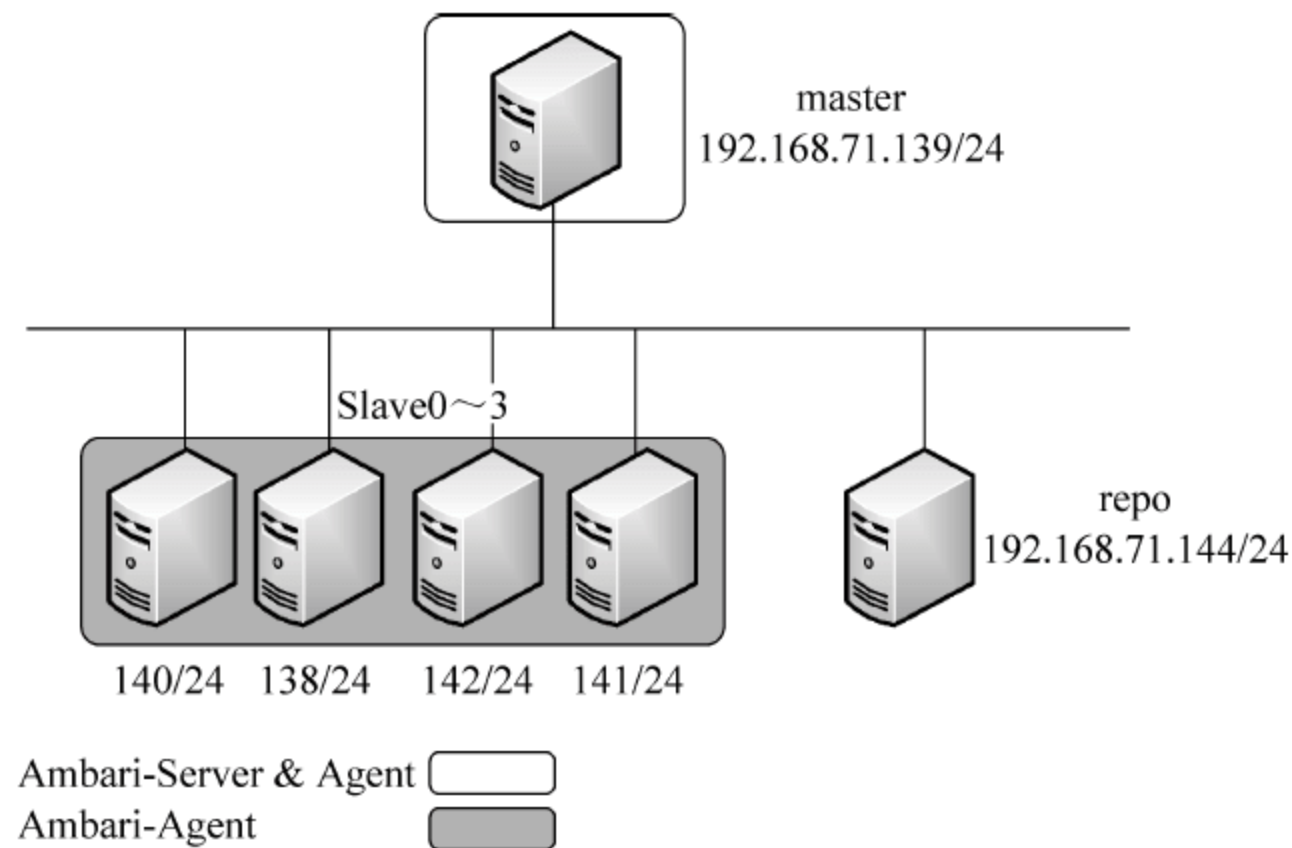 master
192.168.71.139/24
Slave0～3
repo
192.168.71.144/24
140/24 138/24 142/24 141/24
Ambari-Server & Agent
Ambari-Agent